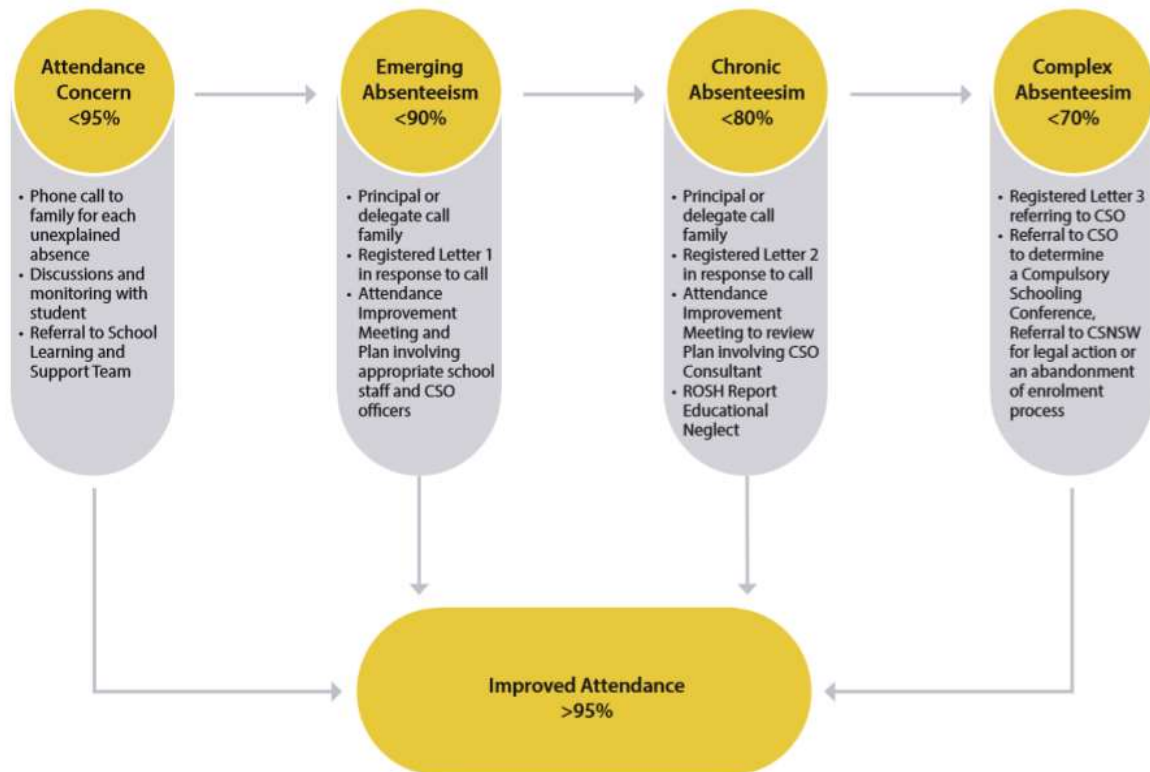 Attendance
Concern
<95%
• Phone call to
family for each
unexplained
absence
• Discussions and
monitoring with
student
• Referral to School
Learning and
Support Team
Emerging
Absenteeism
<90%
• Principal or
delegate call
family
• Registered Letter 1
in response to call
• Attendance
Improvement
Meeting and
Plan involving
appropriate school
staff and CSO
officers
Chronic
Absenteesim
<80%
• Principal or
delegate call
family
• Registered Letter 2
in response to call
• Attendance
Improvement
Meeting to review
Plan involving CSO
Consultant
• ROSH Report
Educational
Neglect
Complex
Absenteesim
<70%
• Registered Letter 3
referring to CSO
• Referral to CSO
to determine
a Compulsory
Schooling
Conference,
Referral to CSNSW
for legal action or
an abandonment
of enrolment
process
Improved Attendance
>95%